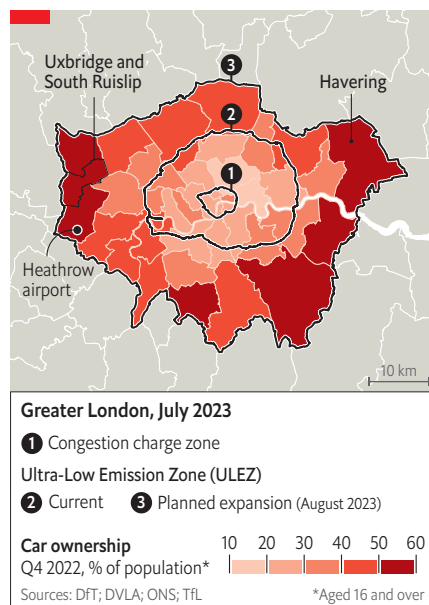 3
Uxbridge and
South Ruislip
Havering
2
1
Heathrow
airport
10 km
Greater London, July 2023
1 Congestion charge zone
Ultra-Low Emission Zone (ULEZ)
2 Current 3 Planned expansion (August 2023)
Car ownership
Q4 2022, % of population*
10 20 30 40 50 60
Sources: DfT; DVLA; ONS; TfL
*Aged 16 and over